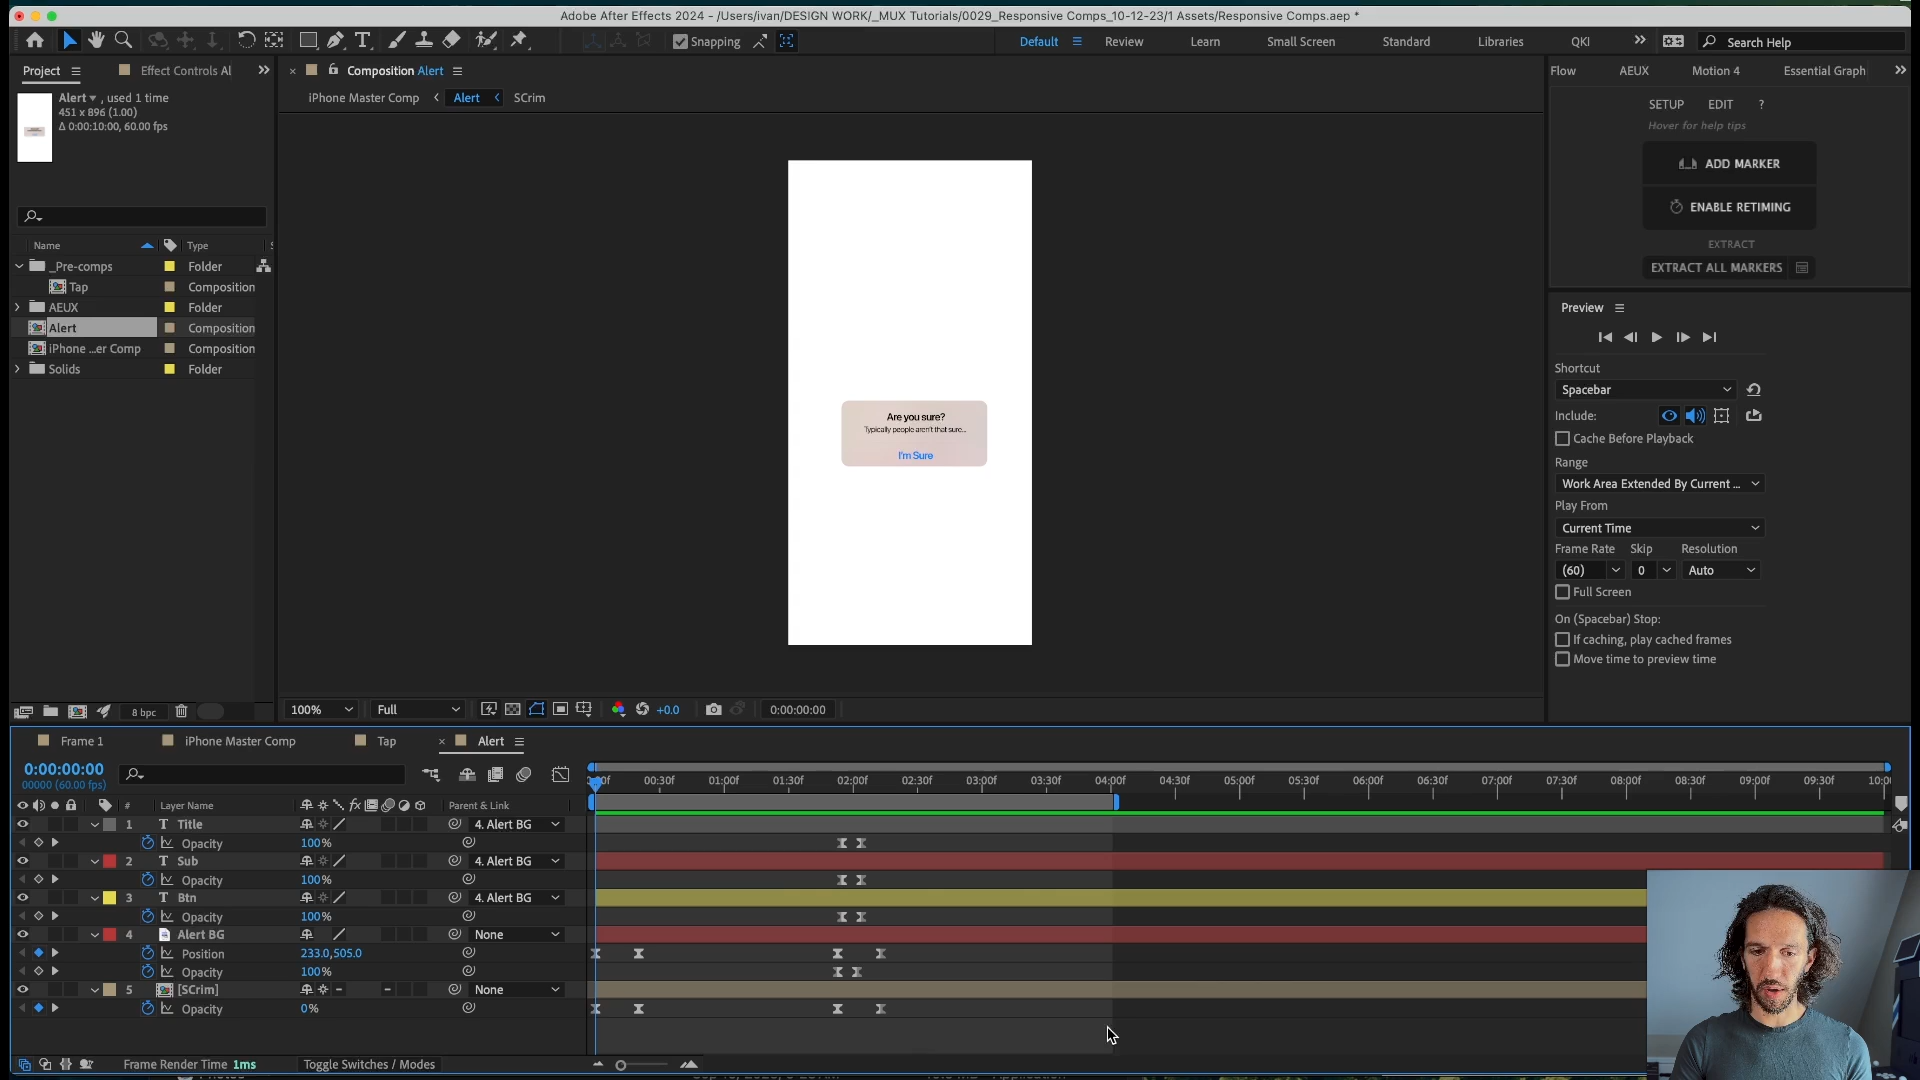 Adobe After Effects 2024 - /Users/ivan/DESIGN WORK/_MUX Tutorials/0029_Responsive Comps_10-12-23/1 Assets/Responsive Comps.aep *
Snapping
Default
Review
Learn
Small Screen
Standard
Libraries
QKI
Search Help
Project
Effect Controls Al
Composition Alert
Flow
AEUX
Motion 4
Essential Graph
Alert , used 1 time
451 x 896 (1.00)
Δ 0:00:10:00, 60.00 fps
iPhone Master Comp
Alert
SCrim
SETUP
EDIT
?
Hover for help tips
ADD MARKER
ENABLE RETIMING
EXTRACT
EXTRACT ALL MARKERS
Name
Type
S
_Pre-comps
Folder
Tap
Composition
AEUX
Folder
Alert
Composition
iPhone ...er Comp
Composition
Solids
Folder
Are you sure?
Typically people aren't that sure...
I'm Sure
Preview
Shortcut
Spacebar
Include:
Cache Before Playback
Range
Work Area Extended By Current ...
Play From
Current Time
Frame Rate
Skip
Resolution
(60)
0
Auto
Full Screen
On (Spacebar) Stop:
If caching, play cached frames
Move time to preview time
8 bpc
100%
Full
+0.0
0:00:00:00
Frame 1
iPhone Master Comp
Tap
Alert
0:00:00:00
00000 (60.00 fps)
00:30f
01:00f
01:30f
02:00f
02:30f
03:00f
03:30f
04:00f
04:30f
05:00f
05:30f
06:00f
06:30f
07:00f
07:30f
08:00f
08:30f
09:00f
09:30f
10:00
#
Layer Name
fx
Parent & Link
1
T
Title
4. Alert BG
Opacity
100%
2
T
Sub
4. Alert BG
Opacity
100%
3
T
Btn
4. Alert BG
Opacity
100%
4
Alert BG
None
Position
233.0,505.0
Opacity
100%
5
[SCrim]
None
Opacity
0%
Frame Render Time 1ms
Toggle Switches / Modes